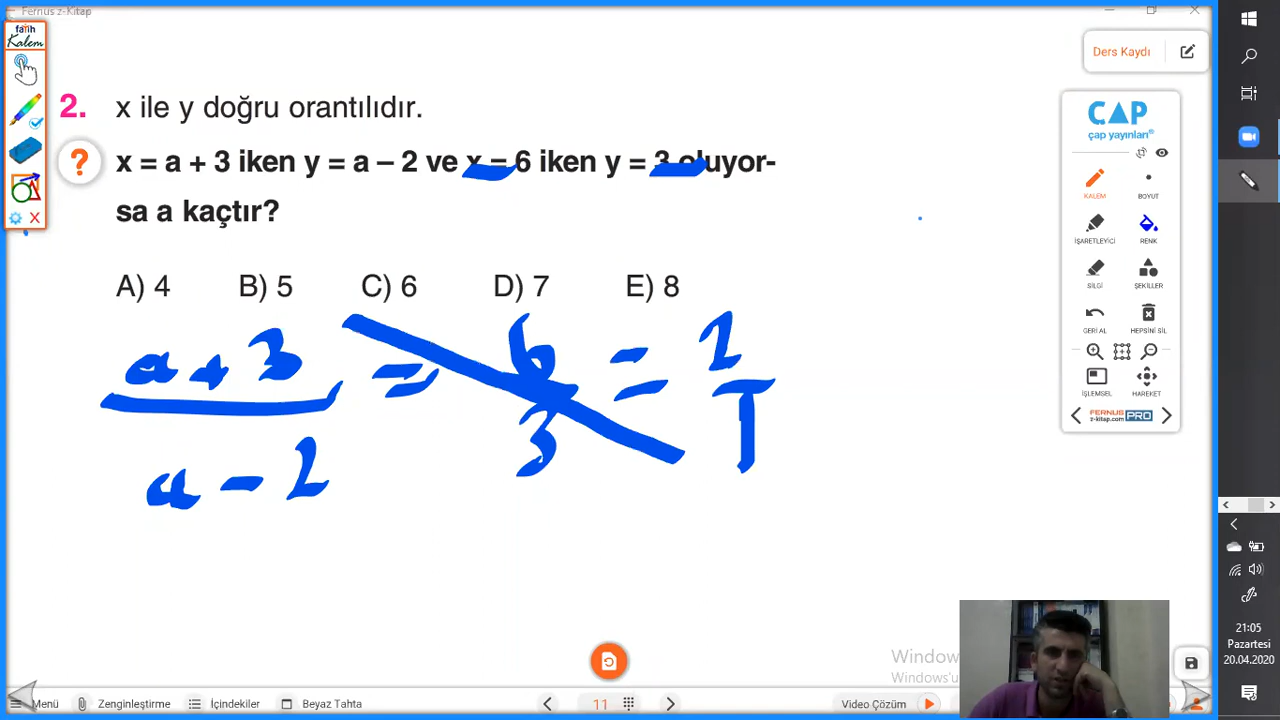 Fernus z-Kitap
fatih
Kalem
Ders Kaydı
2. x ile y doğru orantılıdır.
? x = a + 3 iken y = a – 2 ve x = 6 iken y = 3 oluyor-
sa a kaçtır?
A) 4 B) 5 C) 6 D) 7 E) 8
a + 3 = 6 = 2
a - 2 3 1
ÇAP
çap yayınları
KALEM BOYUT
İŞARETLEYİCİ RENK
SİLGİ ŞEKİLLER
GERİ AL HEPSİNİ SİL
İŞLEMSEL HAREKET
FERNUS PRO
z-kitap.com
Window
Windows'u
21:05
Pazartesi
20.04.2020
Menü Zenginleştirme İçindekiler Beyaz Tahta 11 Video Çözüm